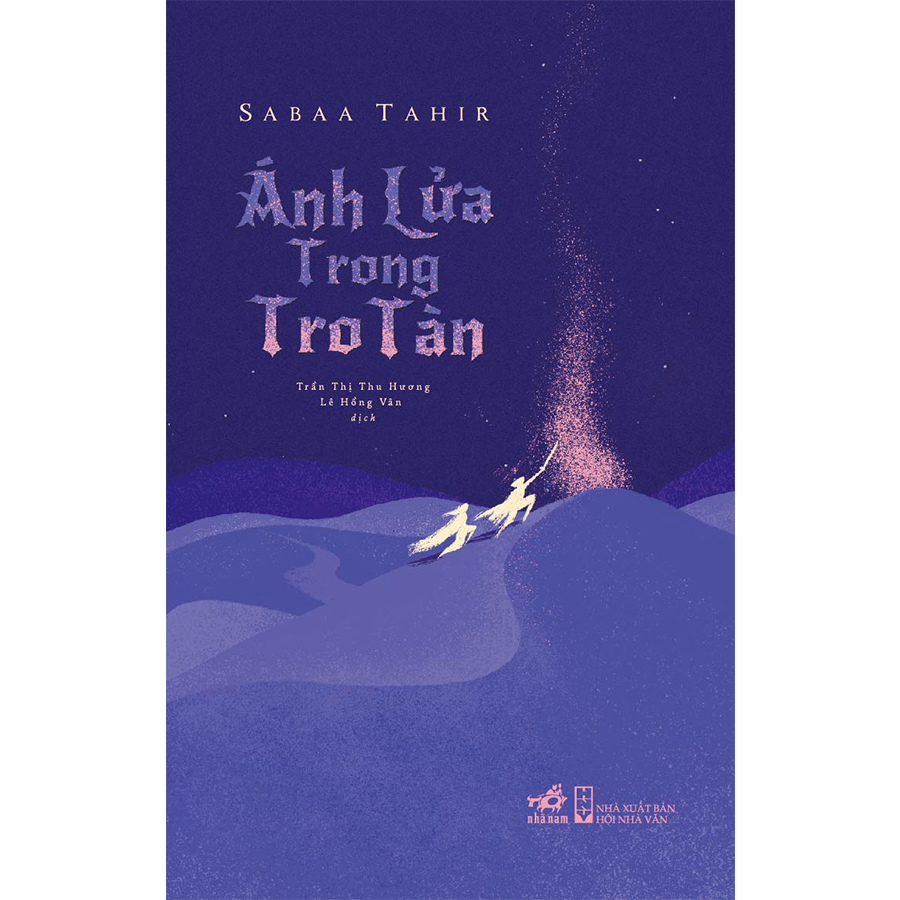 SABAA TAHIR
Ánh Lửa
Trong
Tro Tàn
Trần Thị Thu Hương
Lê Hồng Vân
dịch
nhã nam
NHÀ XUẤT BẢN
HỘI NHÀ VĂN